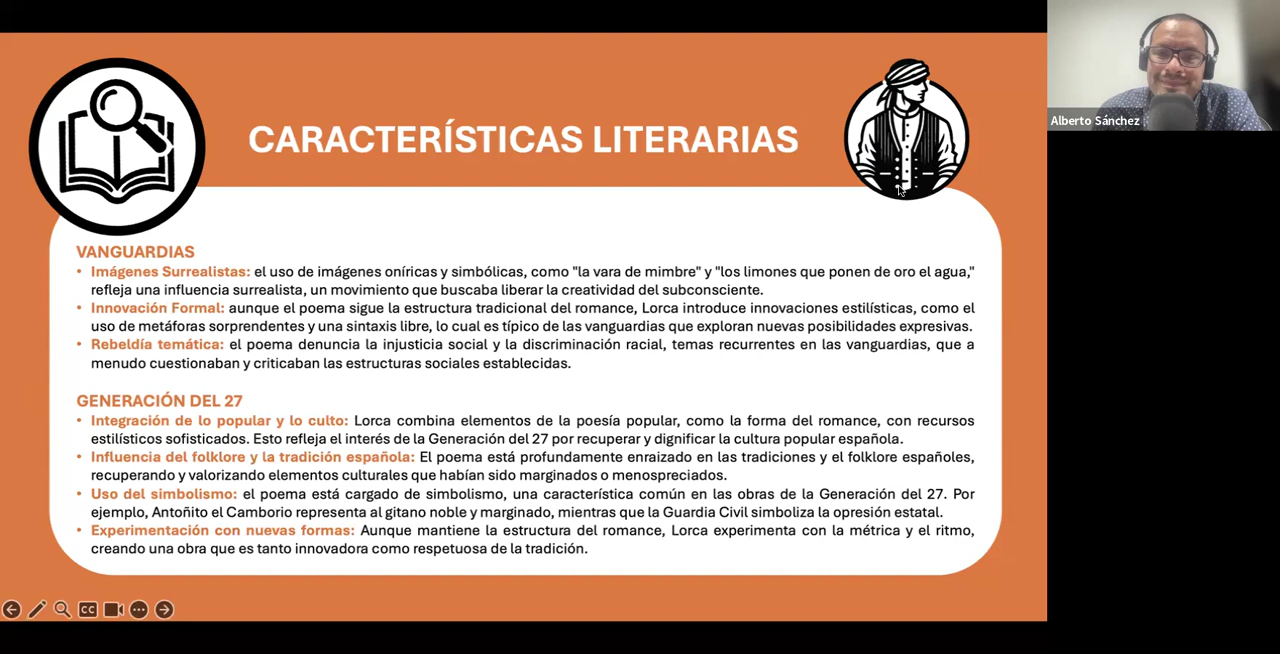 CARACTERÍSTICAS LITERARIAS
Alberto Sánchez
VANGUARDIAS
• Imágenes Surrealistas: el uso de imágenes oníricas y simbólicas, como "la vara de mimbre" y "los limones que ponen de oro el agua,"
refleja una influencia surrealista, un movimiento que buscaba liberar la creatividad del subconsciente.
• Innovación Formal: aunque el poema sigue la estructura tradicional del romance, Lorca introduce innovaciones estilísticas, como el
uso de metáforas sorprendentes y una sintaxis libre, lo cual es típico de las vanguardias que exploran nuevas posibilidades expresivas.
• Rebeldía temática: el poema denuncia la injusticia social y la discriminación racial, temas recurrentes en las vanguardias, que a
menudo cuestionaban y criticaban las estructuras sociales establecidas.
GENERACIÓN DEL 27
• Integración de lo popular y lo culto: Lorca combina elementos de la poesía popular, como la forma del romance, con recursos
estilísticos sofisticados. Esto refleja el interés de la Generación del 27 por recuperar y dignificar la cultura popular española.
• Influencia del folklore y la tradición española: El poema está profundamente enraizado en las tradiciones y el folklore españoles,
recuperando y valorizando elementos culturales que habían sido marginados o menospreciados.
• Uso del simbolismo: el poema está cargado de simbolismo, una característica común en las obras de la Generación del 27. Por
ejemplo, Antoñito el Camborio representa al gitano noble y marginado, mientras que la Guardia Civil simboliza la opresión estatal.
• Experimentación con nuevas formas: Aunque mantiene la estructura del romance, Lorca experimenta con la métrica y el ritmo,
creando una obra que es tanto innovadora como respetuosa de la tradición.
CC